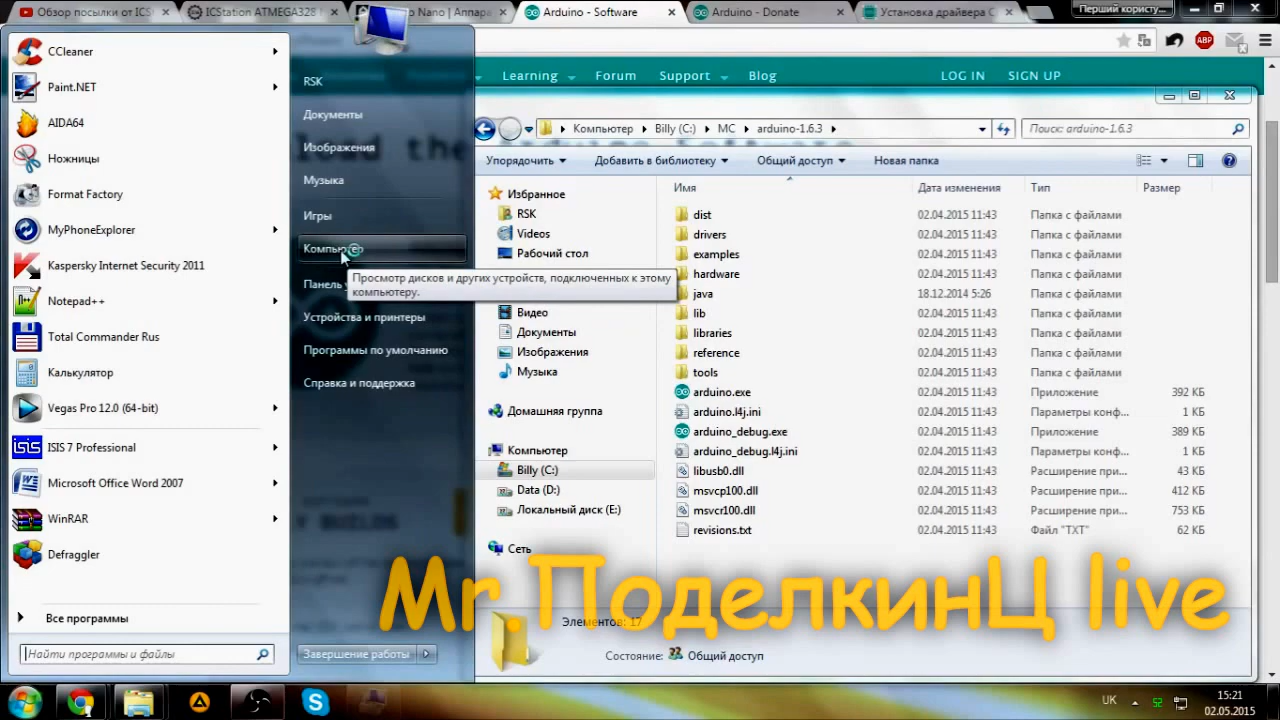 Обзор посылки от ICS
ICStation ATMEGA328
Nano | Аппара
Arduino - Software
Arduino - Donate
Установка драйвера C
Перший користу...
Learning
Forum
Support
Blog
LOG IN
SIGN UP
CCleaner
Paint.NET
AIDA64
Ножницы
Format Factory
MyPhoneExplorer
Kaspersky Internet Security 2011
Notepad++
Total Commander Rus
Калькулятор
Vegas Pro 12.0 (64-bit)
ISIS 7 Professional
Microsoft Office Word 2007
WinRAR
Defraggler
Все программы
Найти программы и файлы
RSK
Документы
Изображения
Музыка
Игры
Компьютер
Панель
Устройства и принтеры
Программы по умолчанию
Справка и поддержка
Завершение работы
Просмотр дисков и других устройств, подключенных к этому
компьютеру.
Компьютер
Billy (C:)
MC
arduino-1.6.3
Поиск: arduino-1.6.3
Упорядочить
Добавить в библиотеку
Общий доступ
Новая папка
Избранное
RSK
Videos
Рабочий стол
Видео
Документы
Изображения
Музыка
Домашняя группа
Компьютер
Billy (C:)
Data (D:)
Локальный диск (E:)
Сеть
Имя Дата изменения Тип Размер
dist 02.04.2015 11:43 Папка с файлами
drivers 02.04.2015 11:43 Папка с файлами
examples 02.04.2015 11:43 Папка с файлами
hardware 02.04.2015 11:43 Папка с файлами
java 18.12.2014 5:26 Папка с файлами
lib 02.04.2015 11:43 Папка с файлами
libraries 02.04.2015 11:43 Папка с файлами
reference 02.04.2015 11:43 Папка с файлами
tools 02.04.2015 11:43 Папка с файлами
arduino.exe 02.04.2015 11:43 Приложение 392 КБ
arduino.l4j.ini 02.04.2015 11:43 Параметры конф... 1 КБ
arduino_debug.exe 02.04.2015 11:43 Приложение 389 КБ
arduino_debug.l4j.ini 02.04.2015 11:43 Параметры конф... 1 КБ
libusb0.dll 02.04.2015 11:43 Расширение при... 43 КБ
msvcp100.dll 02.04.2015 11:43 Расширение при... 412 КБ
msvcr100.dll 02.04.2015 11:43 Расширение при... 753 КБ
revisions.txt 02.04.2015 11:43 Файл "TXT" 62 КБ
Mr ПоделкинЦ live
Элементов: 17
Состояние: Общий доступ
UK
15:21
02.05.2015